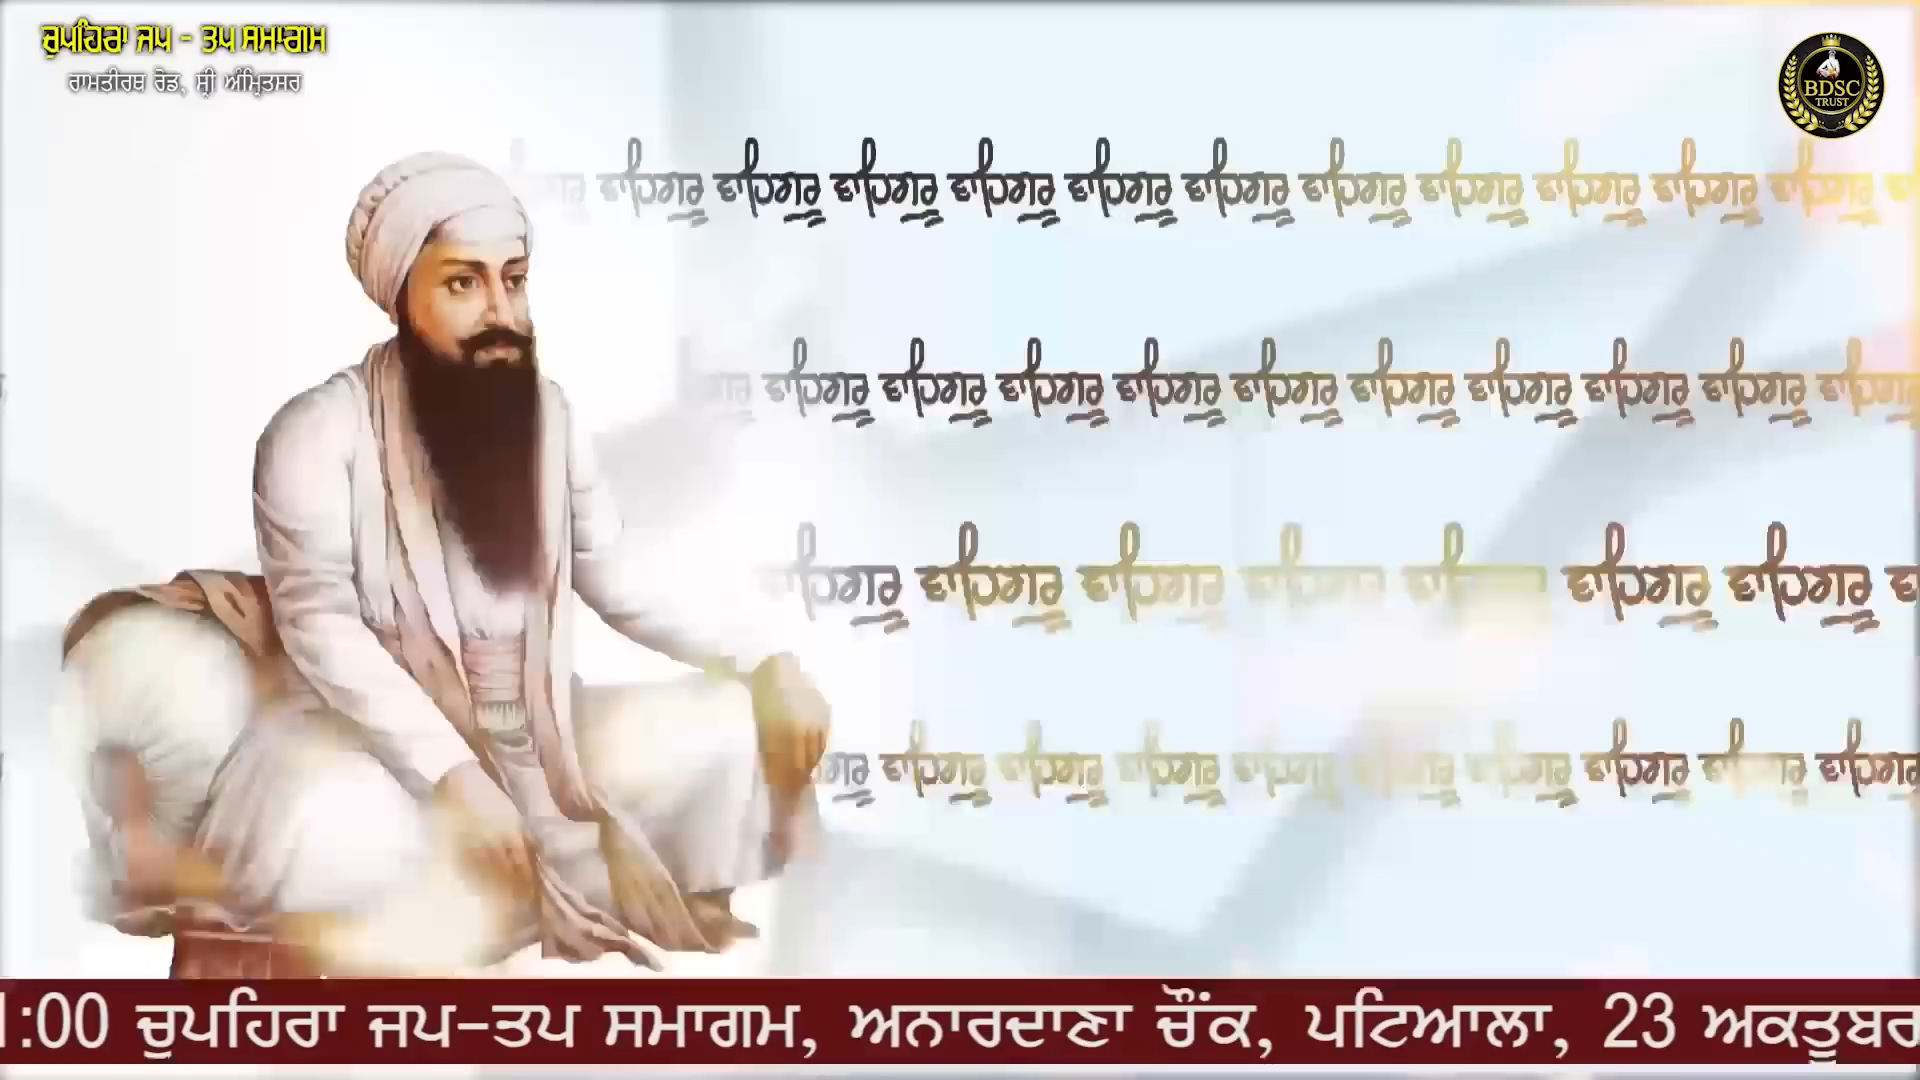 ਚੁਪਹਿਰਾ ਜਪ - ਤਪ ਸਮਾਗਮ
ਰਾਮਤੀਰਥ ਰੋਡ, ਸ਼੍ਰੀ ਅੰਮ੍ਰਿਤਸਰ
BDSC
TRUST
ਵਾਹਿਗੁਰੂ ਵਾਹਿਗੁਰੂ ਵਾਹਿਗੁਰੂ ਵਾਹਿਗੁਰੂ ਵਾਹਿਗੁਰੂ ਵਾਹਿਗੁਰੂ ਵਾਹਿਗੁਰੂ ਵਾਹਿਗੁਰੂ ਵਾਹਿਗੁਰੂ ਵਾਹਿਗੁਰੂ ਵਾਹਿਗੁਰੂ
ਵਾਹਿਗੁਰੂ ਵਾਹਿਗੁਰੂ ਵਾਹਿਗੁਰੂ ਵਾਹਿਗੁਰੂ ਵਾਹਿਗੁਰੂ ਵਾਹਿਗੁਰੂ ਵਾਹਿਗੁਰੂ ਵਾਹਿਗੁਰੂ ਵਾਹਿਗੁਰੂ ਵਾਹਿਗੁਰੂ
ਵਾਹਿਗੁਰੂ ਵਾਹਿਗੁਰੂ ਵਾਹਿਗੁਰੂ ਵਾਹਿਗੁਰੂ ਵਾਹਿਗੁਰੂ ਵਾਹਿਗੁਰੂ
ਵਾਹਿਗੁਰੂ ਵਾਹਿਗੁਰੂ ਵਾਹਿਗੁਰੂ ਵਾਹਿਗੁਰੂ ਵਾਹਿਗੁਰੂ ਵਾਹਿਗੁਰੂ ਵਾਹਿਗੁਰੂ ਵਾਹਿਗੁਰੂ ਵਾਹਿਗੁਰੂ
:00 ਚੁਪਹਿਰਾ ਜਪ-ਤਪ ਸਮਾਗਮ, ਅਨਾਰਦਾਣਾ ਚੌਂਕ, ਪਟਿਆਲਾ, 23 ਅਕਤੂਬਰ